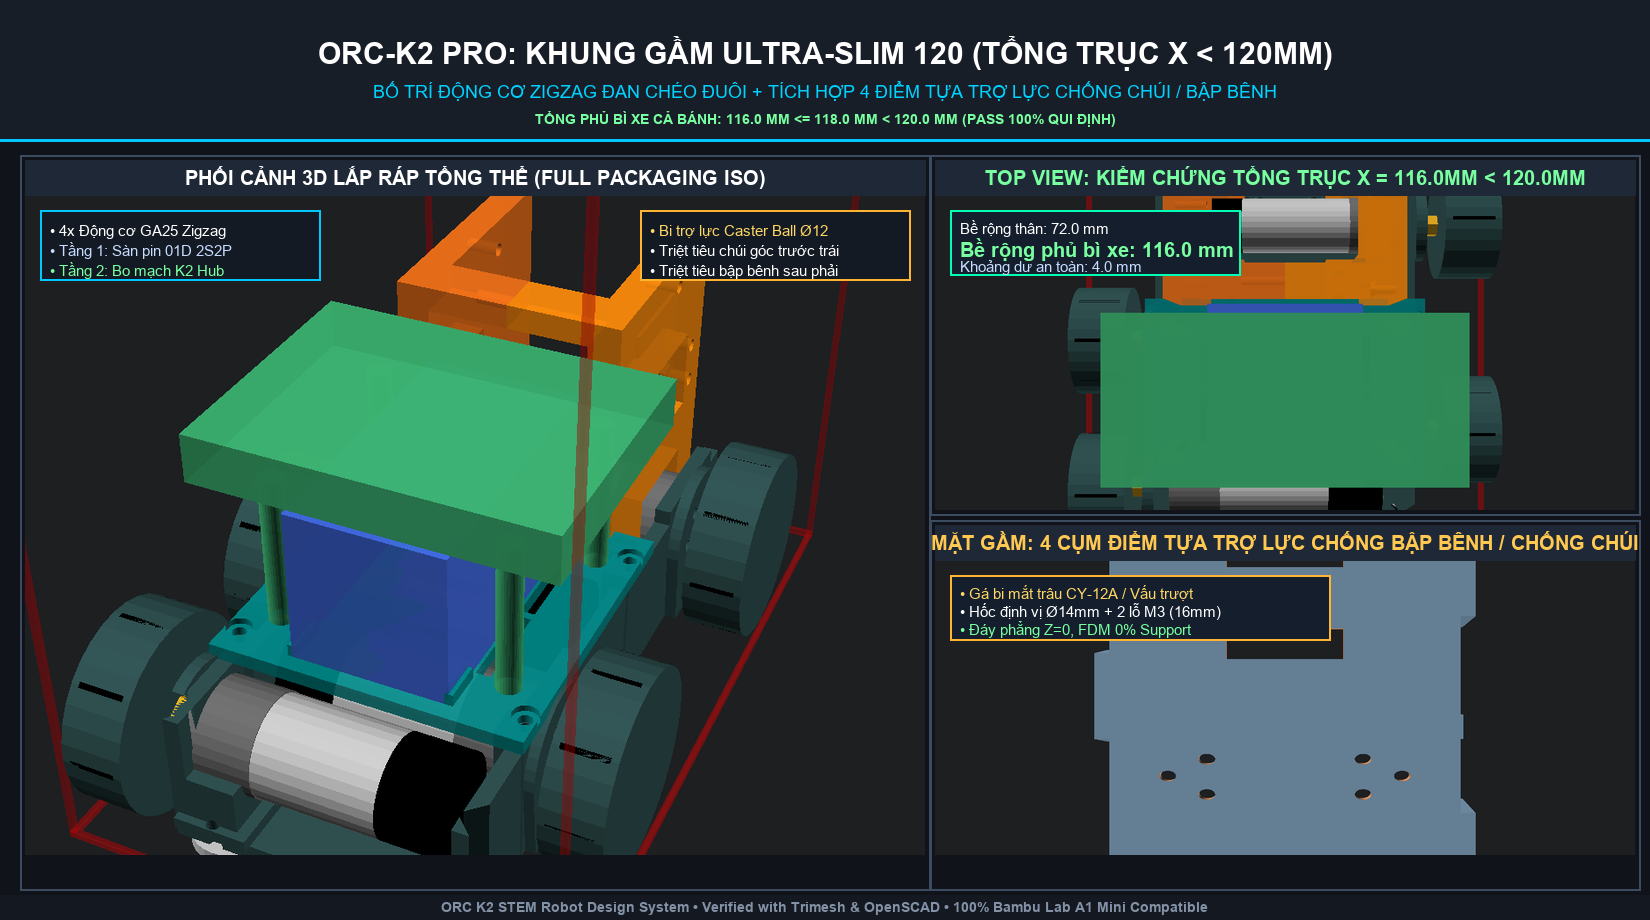 ORC-K2 PRO: KHUNG GẦM ULTRA-SLIM 120 (TỔNG TRỤC X < 120MM)
BỐ TRÍ ĐỘNG CƠ ZIGZAG ĐAN CHÉO ĐUÔI + TÍCH HỢP 4 ĐIỂM TỰA TRỢ LỰC CHỐNG CHÚI / BẬP BÊNH
TỔNG PHỦ BÌ XE CẢ BÁNH: 116.0 MM <= 118.0 MM < 120.0 MM (PASS 100% QUI ĐỊNH)
PHỐI CẢNH 3D LẮP RÁP TỔNG THỂ (FULL PACKAGING ISO)
• 4x Động cơ GA25 Zigzag
• Tầng 1: Sàn pin 01D 2S2P
• Tầng 2: Bo mạch K2 Hub
• Bi trợ lực Caster Ball Ø12
• Triệt tiêu chúi góc trước trái
• Triệt tiêu bập bênh sau phải
TOP VIEW: KIỂM CHỨNG TỔNG TRỤC X = 116.0MM < 120.0MM
Bề rộng thân: 72.0 mm
Bề rộng phủ bì xe: 116.0 mm
Khoảng dư an toàn: 4.0 mm
MẶT GẦM: 4 CỤM ĐIỂM TỰA TRỢ LỰC CHỐNG BẬP BÊNH / CHỐNG CHÚI
• Gá bi mắt trâu CY-12A / Vấu trượt
• Hốc định vị Ø14mm + 2 lỗ M3 (16mm)
• Đáy phẳng Z=0, FDM 0% Support
ORC K2 STEM Robot Design System • Verified with Trimesh & OpenSCAD • 100% Bambu Lab A1 Mini Compatible